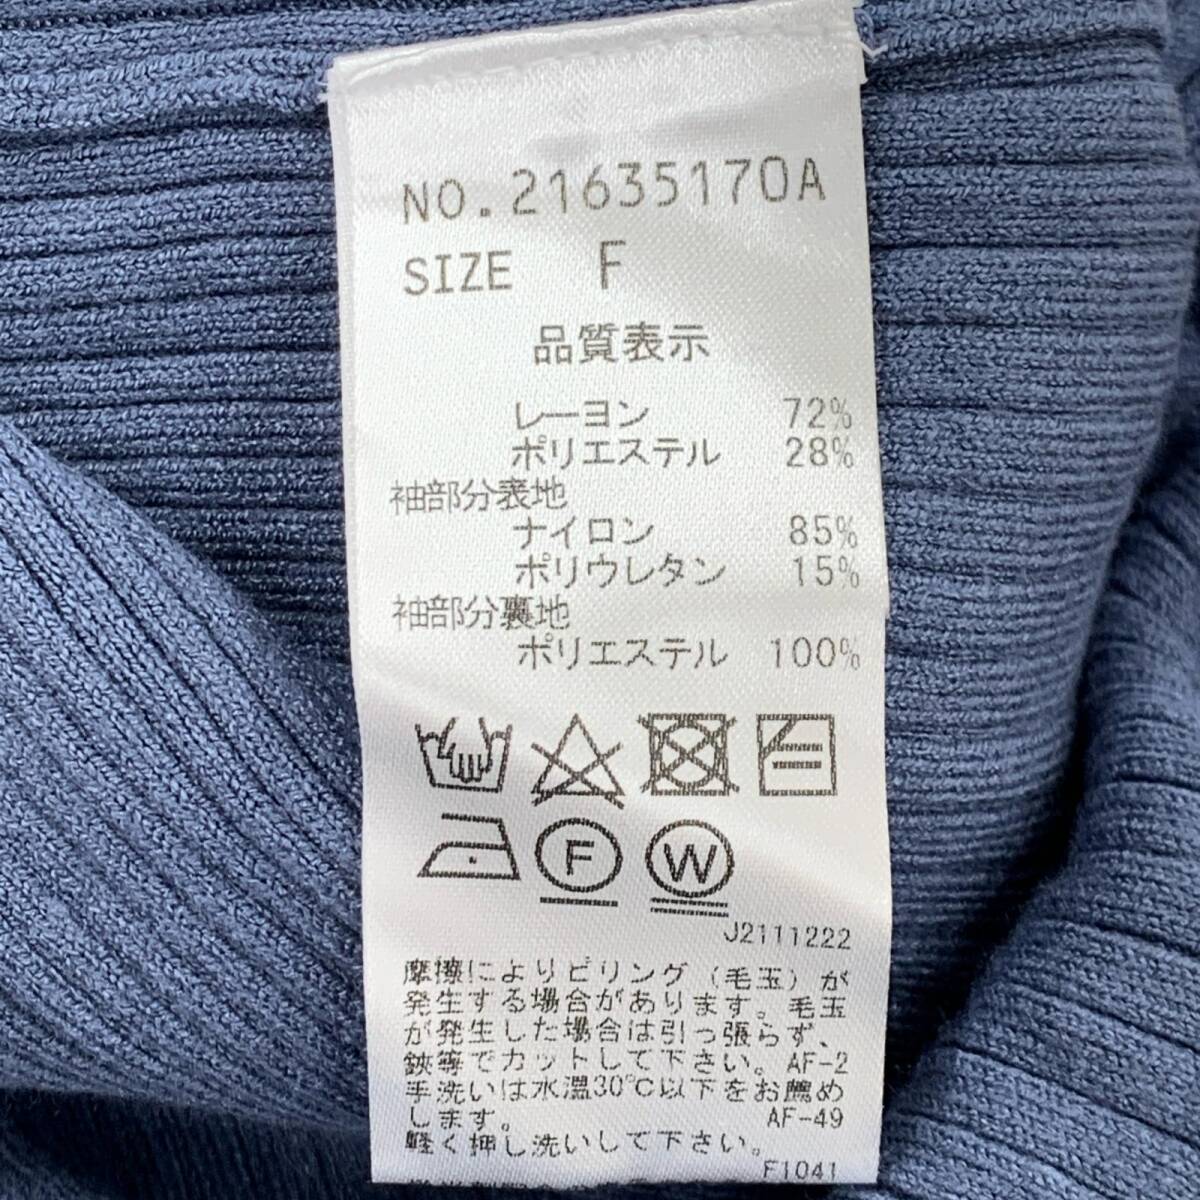 NO.21635170A
SIZE F
品質表示
レーヨン 72%
ポリエステル 28%
袖部分表地
ナイロン 85%
ポリウレタン 15%
袖部分裏地
ポリエステル 100%
F W
J2111222
摩擦によりピリング(毛玉)が
発生する場合があります。毛玉
が発生した場合は引っ張らず、
鋏等でカットして下さい。AF-2
手洗いは水温30℃以下をお薦め
します。 AF-49
軽く押し洗いして下さい。
F1041